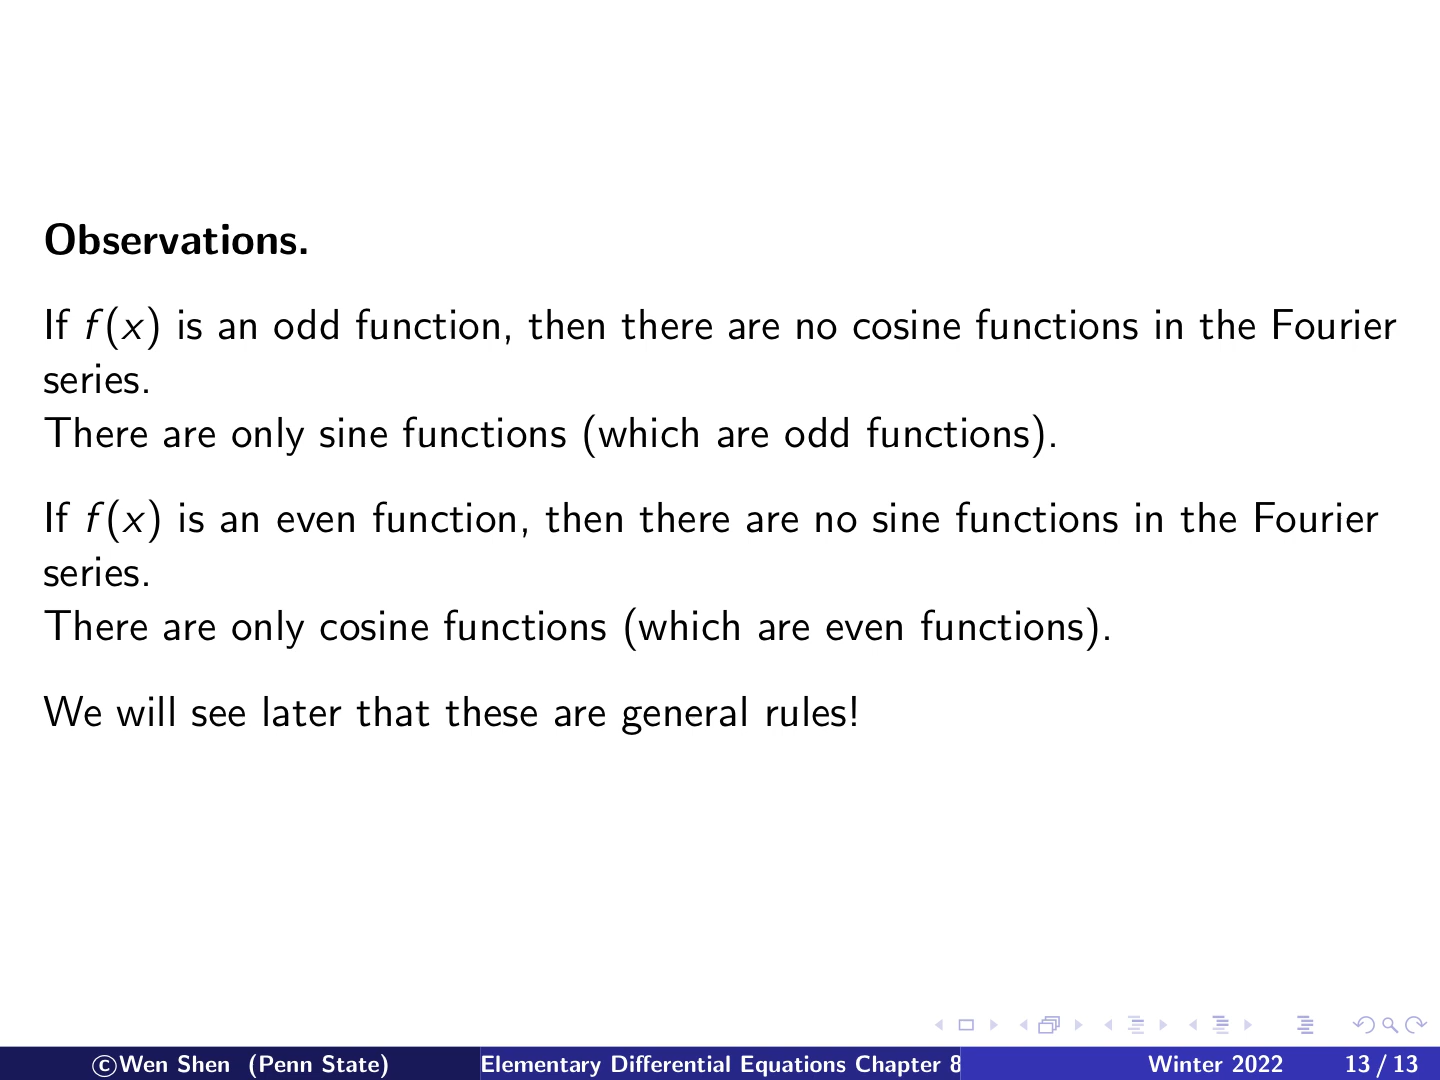 Observations.
If f(x) is an odd function, then there are no cosine functions in the Fourier
series.
There are only sine functions (which are odd functions).
If f(x) is an even function, then there are no sine functions in the Fourier
series.
There are only cosine functions (which are even functions).
We will see later that these are general rules!
©Wen Shen (Penn State)
Elementary Differential Equations Chapter 8
Winter 2022
13 / 13